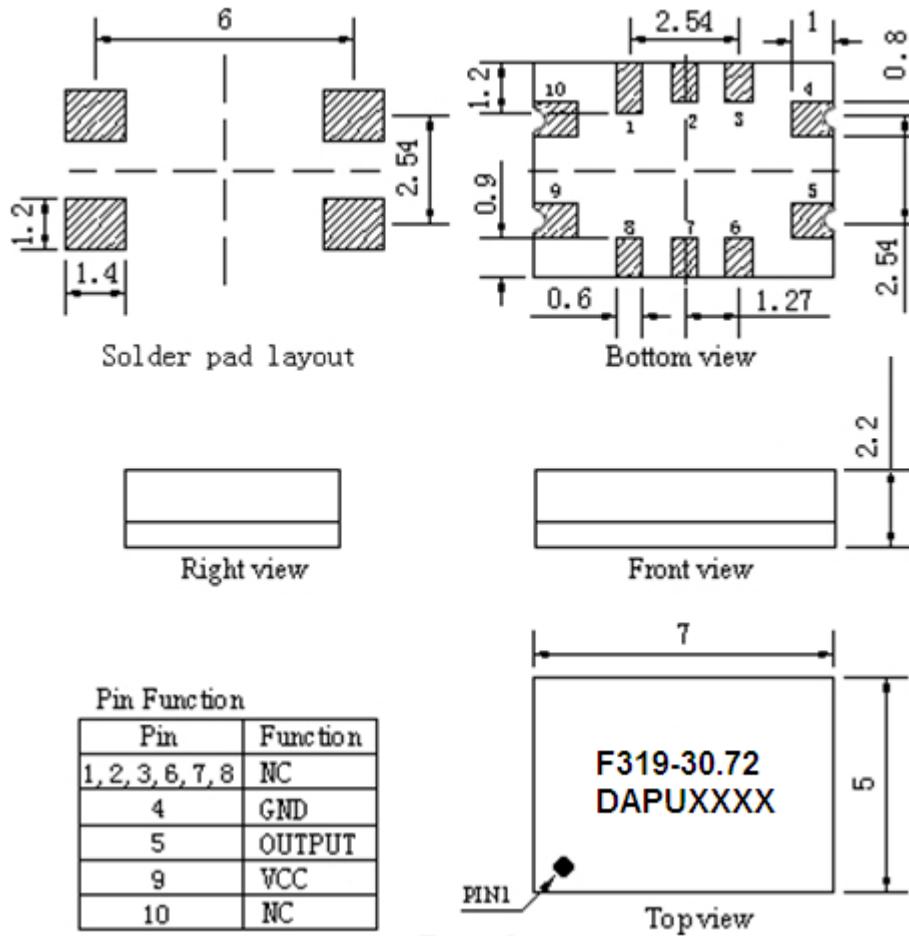 6
2.54
1.2
1.4
Solder pad layout
2.54
1
0.8
1.2
10
1
2
3
4
0.9
9
8
7
6
5
2.54
0.6
1.27
Bottom view
Right view
2.2
Front view
7
F319-30.72
DAPUXXXX
5
PIN1
Top view
Pin Function
Pin Function
1, 2, 3, 6, 7, 8 NC
4 GND
5 OUTPUT
9 VCC
10 NC